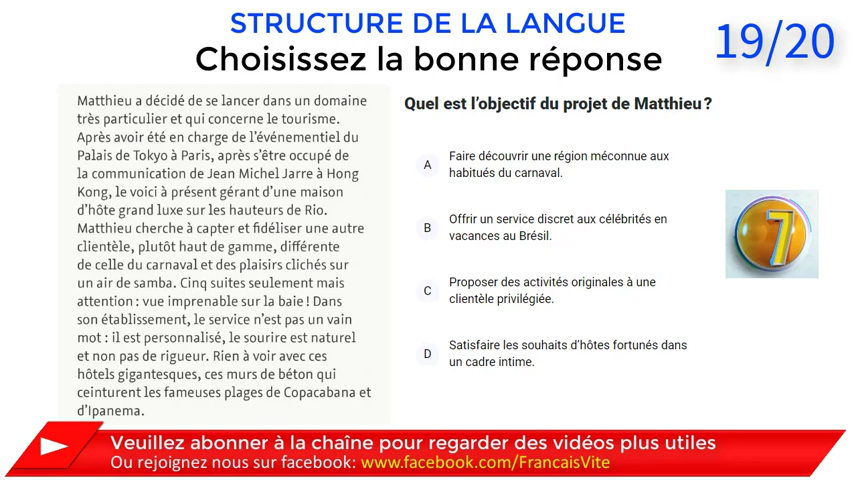 STRUCTURE DE LA LANGUE
Choisissez la bonne réponse
19/20
Matthieu a décidé de se lancer dans un domaine
très particulier et qui concerne le tourisme.
Après avoir été en charge de l'événementiel du
Palais de Tokyo à Paris, après s'être occupé de
la communication de Jean Michel Jarre à Hong
Kong, le voici à présent gérant d'une maison
d'hôte grand luxe sur les hauteurs de Rio.
Matthieu cherche à capter et fidéliser une autre
clientèle, plutôt haut de gamme, différente
de celle du carnaval et des plaisirs clichés sur
un air de samba. Cinq suites seulement mais
attention : vue imprenable sur la baie ! Dans
son établissement, le service n'est pas un vain
mot : il est personnalisé, le sourire est naturel
et non pas de rigueur. Rien à voir avec ces
hôtels gigantesques, ces murs de béton qui
ceinturent les fameuses plages de Copacabana et
d'Ipanema.
Quel est l'objectif du projet de Matthieu ?
A
Faire découvrir une région méconnue aux
habitués du carnaval.
B
Offrir un service discret aux célébrités en
vacances au Brésil.
C
Proposer des activités originales à une
clientèle privilégiée.
D
Satisfaire les souhaits d'hôtes fortunés dans
un cadre intime.
7
Veuillez abonner à la chaîne pour regarder des vidéos plus utiles
Ou rejoignez nous sur facebook: www.facebook.com/FrancaisVite